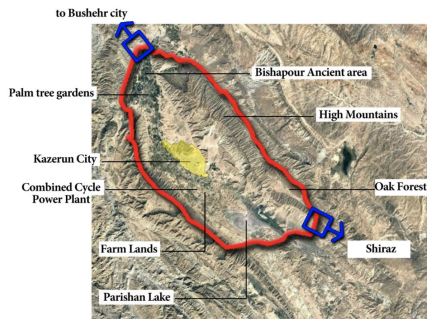 to Bushehr city
Bishapour Ancient area
Palm tree gardens
High Mountains
Kazerun City
Combined Cycle
Power Plant
Oak Forest
Farm Lands
Shiraz
Parishan Lake